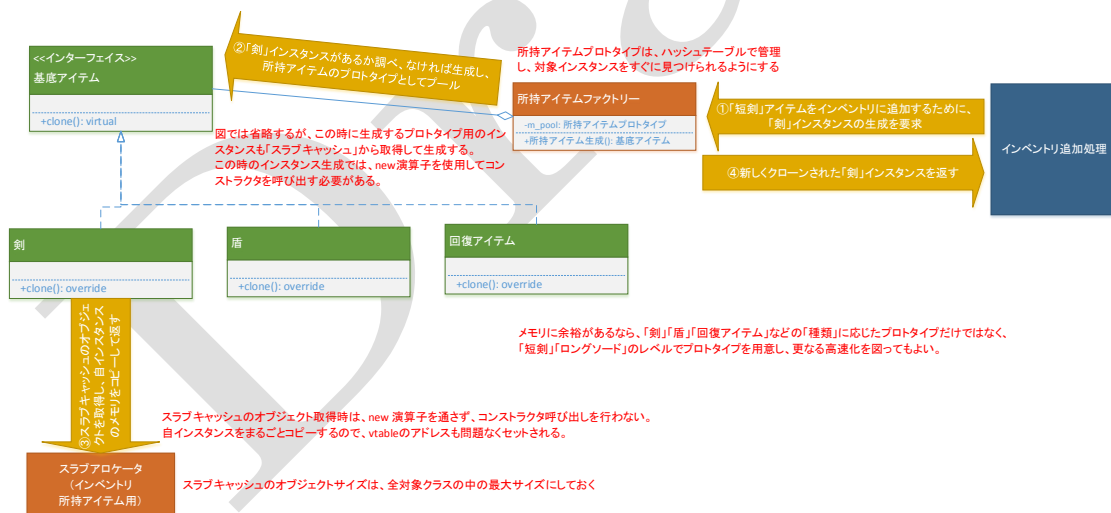 <<インターフェイス>>
基底アイテム
+clone(): virtual
②「剣」インスタンスがあるか調べ、なければ生成し、
所持アイテムのプロトタイプとしてプール
所持アイテムプロトタイプは、ハッシュテーブルで管理
し、対象インスタンスをすぐに見つけられるようにする
所持アイテムファクトリー
-m_pool: 所持アイテムプロトタイプ
+所持アイテム生成(): 基底アイテム
①「短剣」アイテムをインベントリに追加するために、
「剣」インスタンスの生成を要求
④新しくクローンされた「剣」インスタンスを返す
インベントリ追加処理
図では省略するが、この時に生成するプロトタイプ用のイン
スタンスも「スラブキャッシュ」から取得して生成する。
この時のインスタンス生成では、new演算子を使用してコン
ストラクタを呼び出す必要がある。
剣
+clone(): override
盾
+clone(): override
回復アイテム
+clone(): override
③スラブキャッシュのオブジェ
クトを取得し、自インスタンス
のメモリをコピーして返す
メモリに余裕があるなら、「剣」「盾」「回復アイテム」などの「種類」に応じたプロトタイプだけではなく、
「短剣」「ロングソード」のレベルでプロトタイプを用意し、更なる高速化を図ってもよい。
スラブキャッシュのオブジェクト取得時は、new 演算子を通さず、コンストラクタ呼び出しを行わない。
自インスタンスをまるごとコピーするので、vtableのアドレスも問題なくセットされる。
スラブアロケータ
(インベントリ
所持アイテム用)
スラブキャッシュのオブジェクトサイズは、全対象クラスの中の最大サイズにしておく